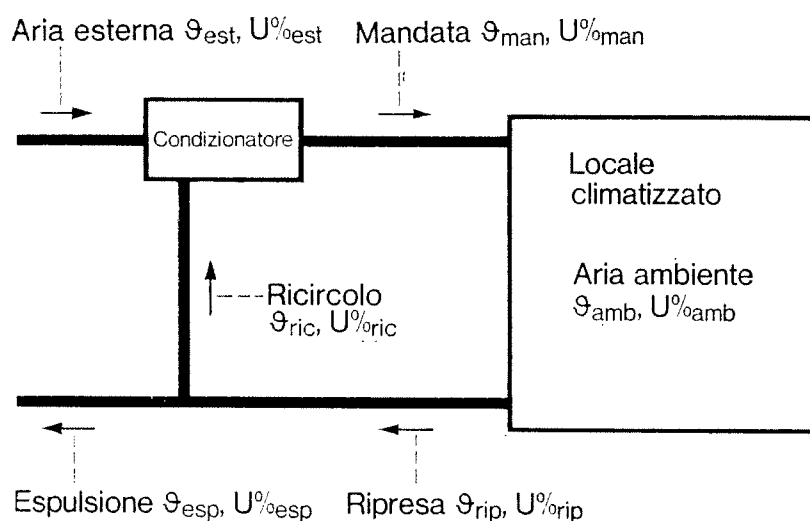 Aria esterna ϑest, U%est
Mandata ϑman, U%man
Condizionatore
Locale
climatizzato
Aria ambiente
ϑamb, U%amb
Ricircolo
ϑric, U%ric
Espulsione ϑesp, U%esp
Ripresa ϑrip, U%rip